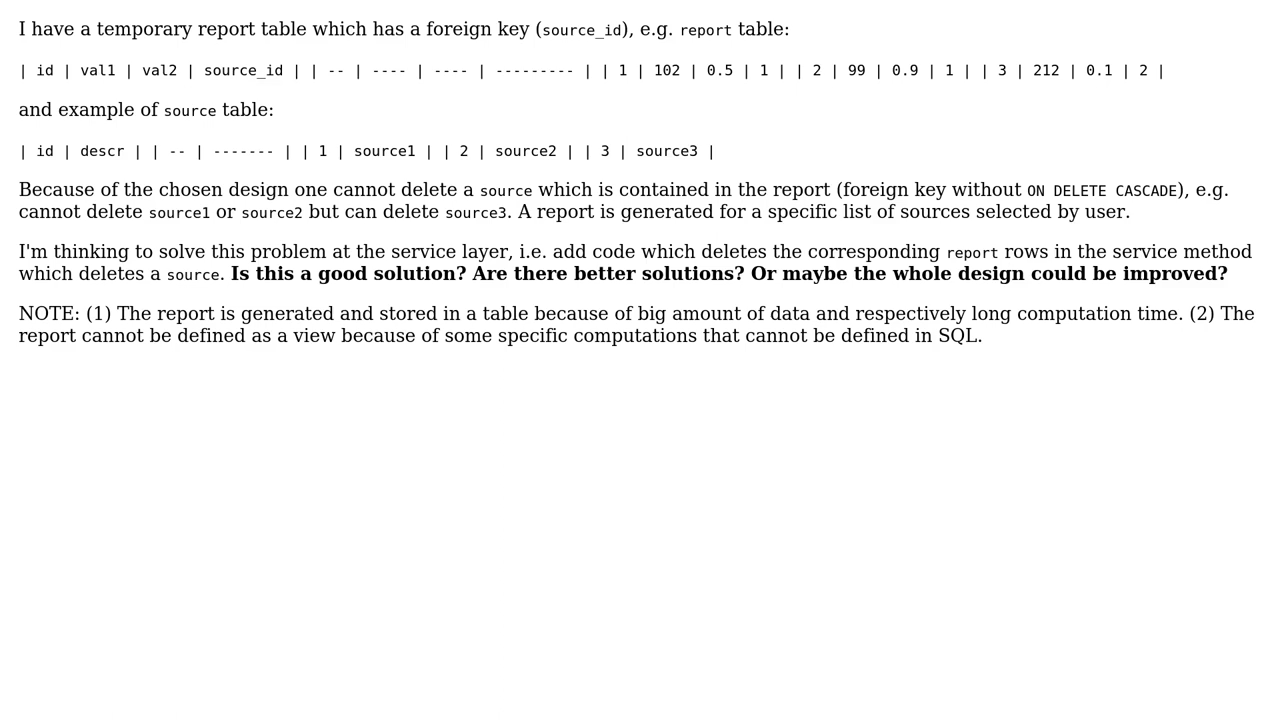 I have a temporary report table which has a foreign key (source_id), e.g. report table:
| id | val1 | val2 | source_id | | -- | ---- | ---- | --------- | | 1 | 102 | 0.5 | 1 | | 2 | 99 | 0.9 | 1 | | 3 | 212 | 0.1 | 2 |
and example of source table:
| id | descr | | -- | ------- | | 1 | source1 | | 2 | source2 | | 3 | source3 |
Because of the chosen design one cannot delete a source which is contained in the report (foreign key without ON DELETE CASCADE), e.g.
cannot delete source1 or source2 but can delete source3. A report is generated for a specific list of sources selected by user.
I'm thinking to solve this problem at the service layer, i.e. add code which deletes the corresponding report rows in the service method
which deletes a source. Is this a good solution? Are there better solutions? Or maybe the whole design could be improved?
NOTE: (1) The report is generated and stored in a table because of big amount of data and respectively long computation time. (2) The
report cannot be defined as a view because of some specific computations that cannot be defined in SQL.